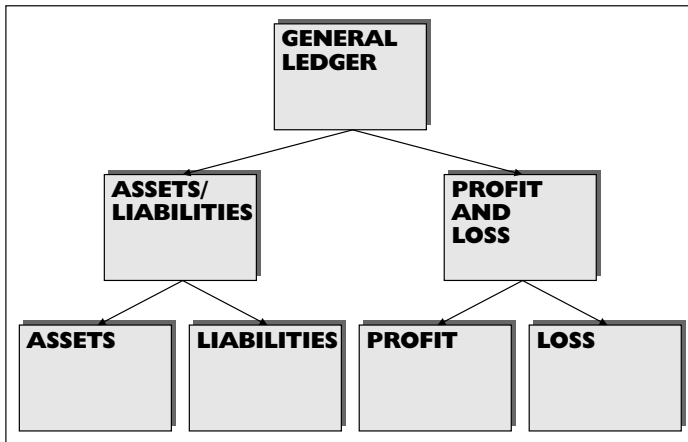 GENERAL
LEDGER
ASSETS/
LIABILITIES
PROFIT
AND
LOSS
ASSETS
LIABILITIES
PROFIT
LOSS